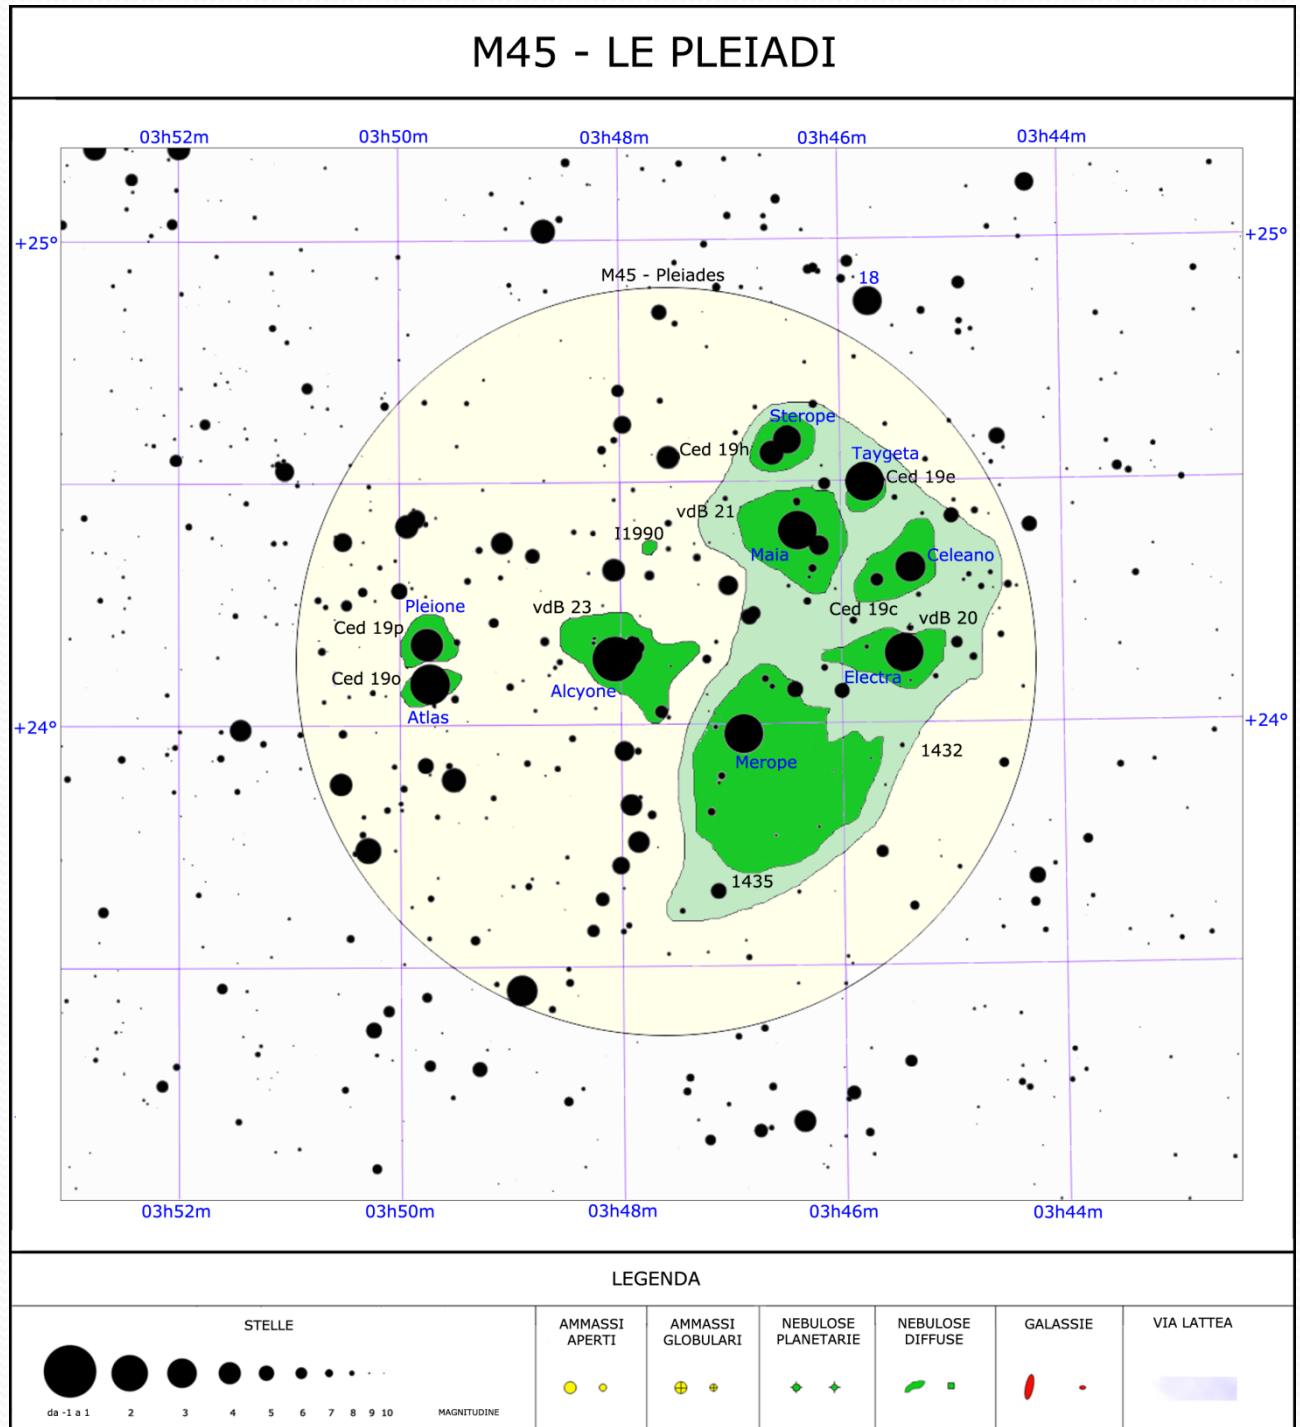 M45 - LE PLEIADI
03h52m 03h50m 03h48m 03h46m 03h44m
+25° +25°
M45 - Pleiades
18
Sterope
Ced 19h
Taygeta
Ced 19e
vdB 21
I1990
Maia
Celeano
Pleione
vdB 23
Ced 19c
vdB 20
Ced 19p
Ced 19o
Alcyone
Electra
Atlas
+24° +24°
1432
Merope
1435
03h52m 03h50m 03h48m 03h46m 03h44m
LEGENDA
STELLE
da -1 a 1 2 3 4 5 6 7 8 9 10 MAGNITUDINE
AMMASSI
APERTI
AMMASSI
GLOBULARI
NEBULOSE
PLANETARIE
NEBULOSE
DIFFUSE
GALASSIE
VIA LATTEA